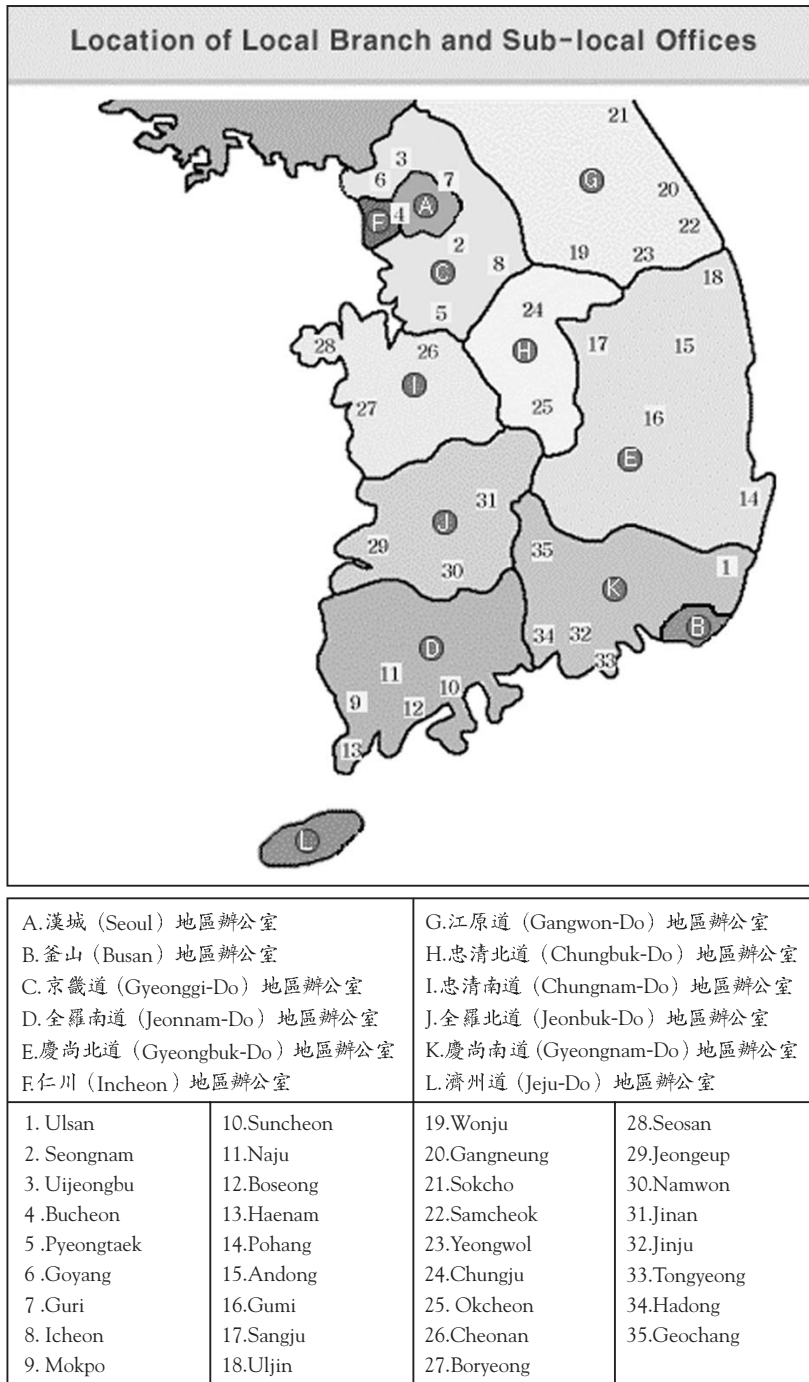 Location of Local Branch and Sub-local Offices
21
3
6
7
G
20
A
4
F
22
2
19
23
8
C
18
5
24
28
26
17
15
H
I
27
25
16
E
31
14
J
29
35
30
1
K
B
34
32
D
33
11
10
9
12
13
L
A.漢城（Seoul）地區辦公室
B.釜山（Busan）地區辦公室
C.京畿道（Gyeonggi-Do）地區辦公室
D.全羅南道（Jeonnam-Do）地區辦公室
E.慶尚北道（Gyeongbuk-Do）地區辦公室
F.仁川（Incheon）地區辦公室
G.江原道（Gangwon-Do）地區辦公室
H.忠清北道（Chungbuk-Do）地區辦公室
I.忠清南道（Chungnam-Do）地區辦公室
J.全羅北道（Jeonbuk-Do）地區辦公室
K.慶尚南道(Gyeongnam-Do）地區辦公室
L.濟州道（Jeju-Do）地區辦公室
1. Ulsan
2. Seongnam
3. Uijeongbu
4 .Bucheon
5 .Pyeongtaek
6 .Goyang
7 .Guri
8. Icheon
9. Mokpo
10.Suncheon
11.Naju
12.Boseong
13.Haenam
14.Pohang
15.Andong
16.Gumi
17.Sangju
18.Uljin
19.Wonju
20.Gangneung
21.Sokcho
22.Samcheok
23.Yeongwol
24.Chungju
25. Okcheon
26.Cheonan
27.Boryeong
28.Seosan
29.Jeongeup
30.Namwon
31.Jinan
32.Jinju
33.Tongyeong
34.Hadong
35.Geochang